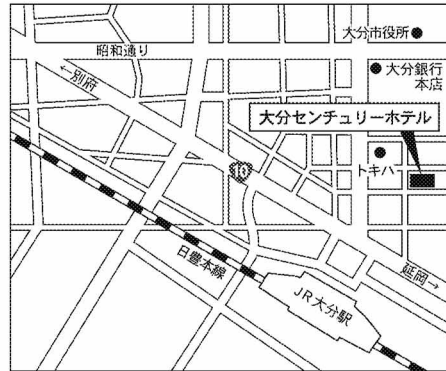 大分市役所
昭和通り
大分銀行
本店
←別府
大分センチュリーホテル
トキハ
10
日豊本線
延岡→
JR大分駅